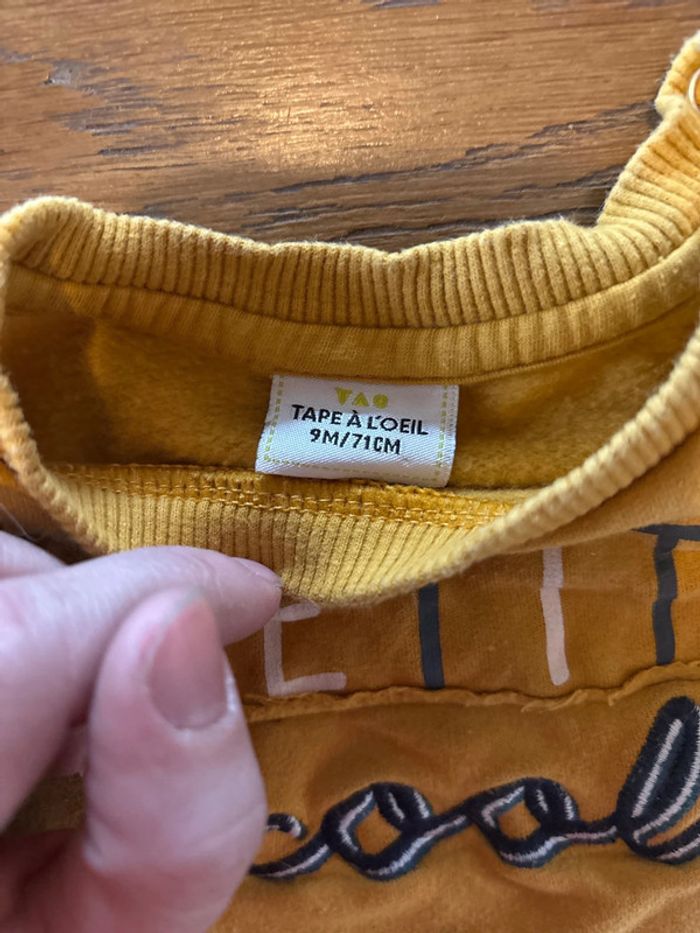 TAO
TAPE À L'OEIL
9M/71CM
cool